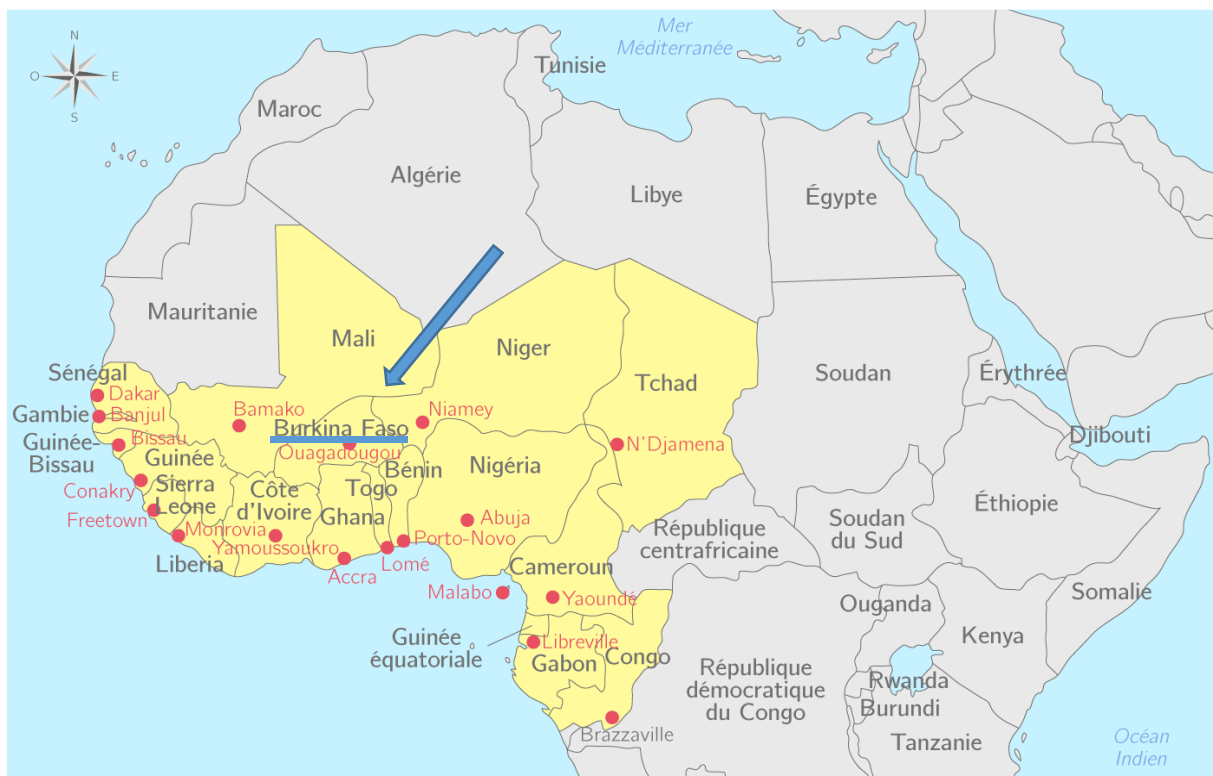 N
O
E
S
Mer
Méditerranée
Tunisie
Maroc
Algérie
Libye
Égypte
Mauritanie
Mali
Niger
Tchad
Soudan
Érythrée
Sénégal
Dakar
Gambie
Banjul
Bamako
Niamey
Burkina Faso
Ouagadougou
N'Djamena
Djibouti
Guinée-
Bissau
Bissau
Guinée
Bénin
Nigéria
Conakry
Sierra
Leone
Côte
d'Ivoire
Togo
Ghana
Éthiopie
Freetown
Monrovia
Yamoussoukro
Abuja
Porto-Novo
République
centrafricaine
Soudan
du Sud
Liberia
Accra
Lomé
Cameroun
Malabo
Yaoundé
Somalie
Ouganda
Kenya
Guinée
équatoriale
Libreville
Gabon
Congo
République
démocratique
du Congo
Rwanda
Burundi
Tanzanie
Brazzaville
Océan
Indien